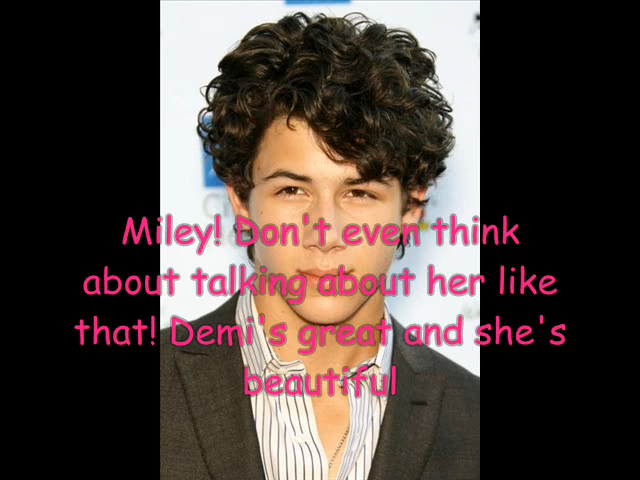 Miley! Don't even think
about talking about her like
that! Demi's great and she's
beautiful